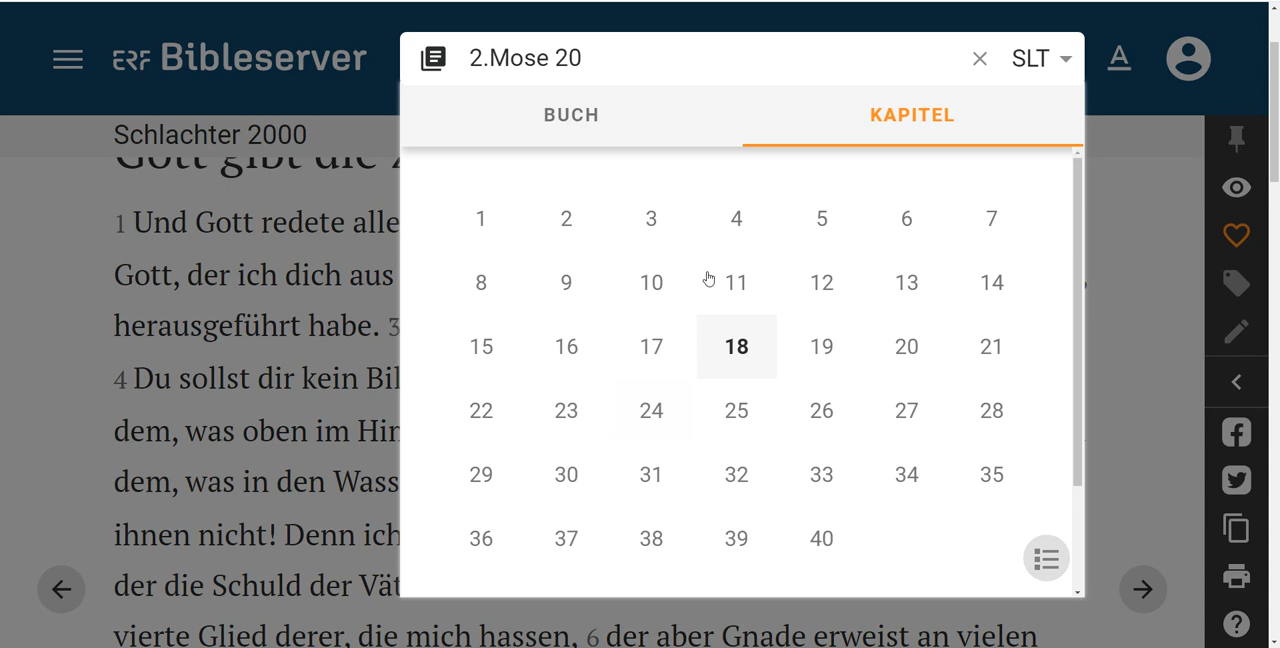 ERF Bibleserver
2.Mose 20
SLT
BUCH
KAPITEL
Schlachter 2000
Gott gibt die
1 Und Gott redete alle
Gott, der ich dich aus
herausgeführt habe. 3
4 Du sollst dir kein Bil
dem, was oben im Hin
dem, was in den Wass
ihnen nicht! Denn ich
der die Schuld der Vät
vierte Glied derer, die mich hassen, 6 der aber Gnade erweist an vielen
1 2 3 4 5 6 7
8 9 10 11 12 13 14
15 16 17 18 19 20 21
22 23 24 25 26 27 28
29 30 31 32 33 34 35
36 37 38 39 40